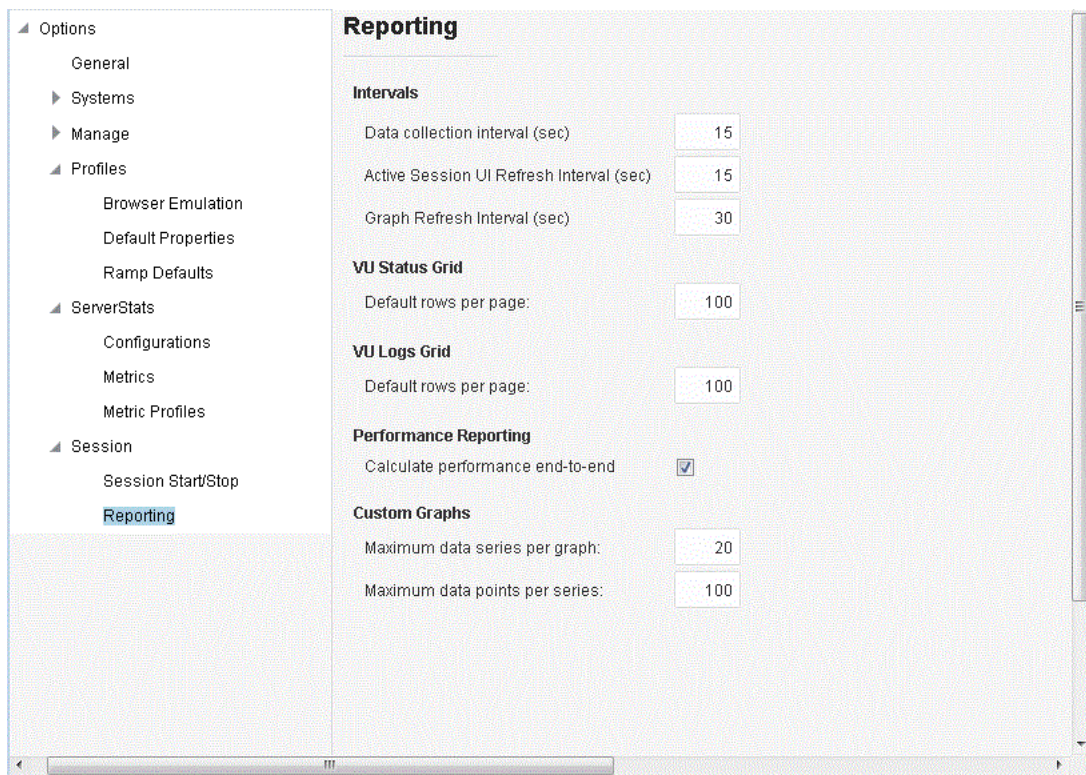 Options
General
Systems
Manage
Profiles
Browser Emulation
Default Properties
Ramp Defaults
ServerStats
Configurations
Metrics
Metric Profiles
Session
Session Start/Stop
Reporting
Reporting
Intervals
Data collection interval (sec) 15
Active Session UI Refresh Interval (sec) 15
Graph Refresh Interval (sec) 30
VU Status Grid
Default rows per page: 100
VU Logs Grid
Default rows per page: 100
Performance Reporting
Calculate performance end-to-end
Custom Graphs
Maximum data series per graph: 20
Maximum data points per series: 100